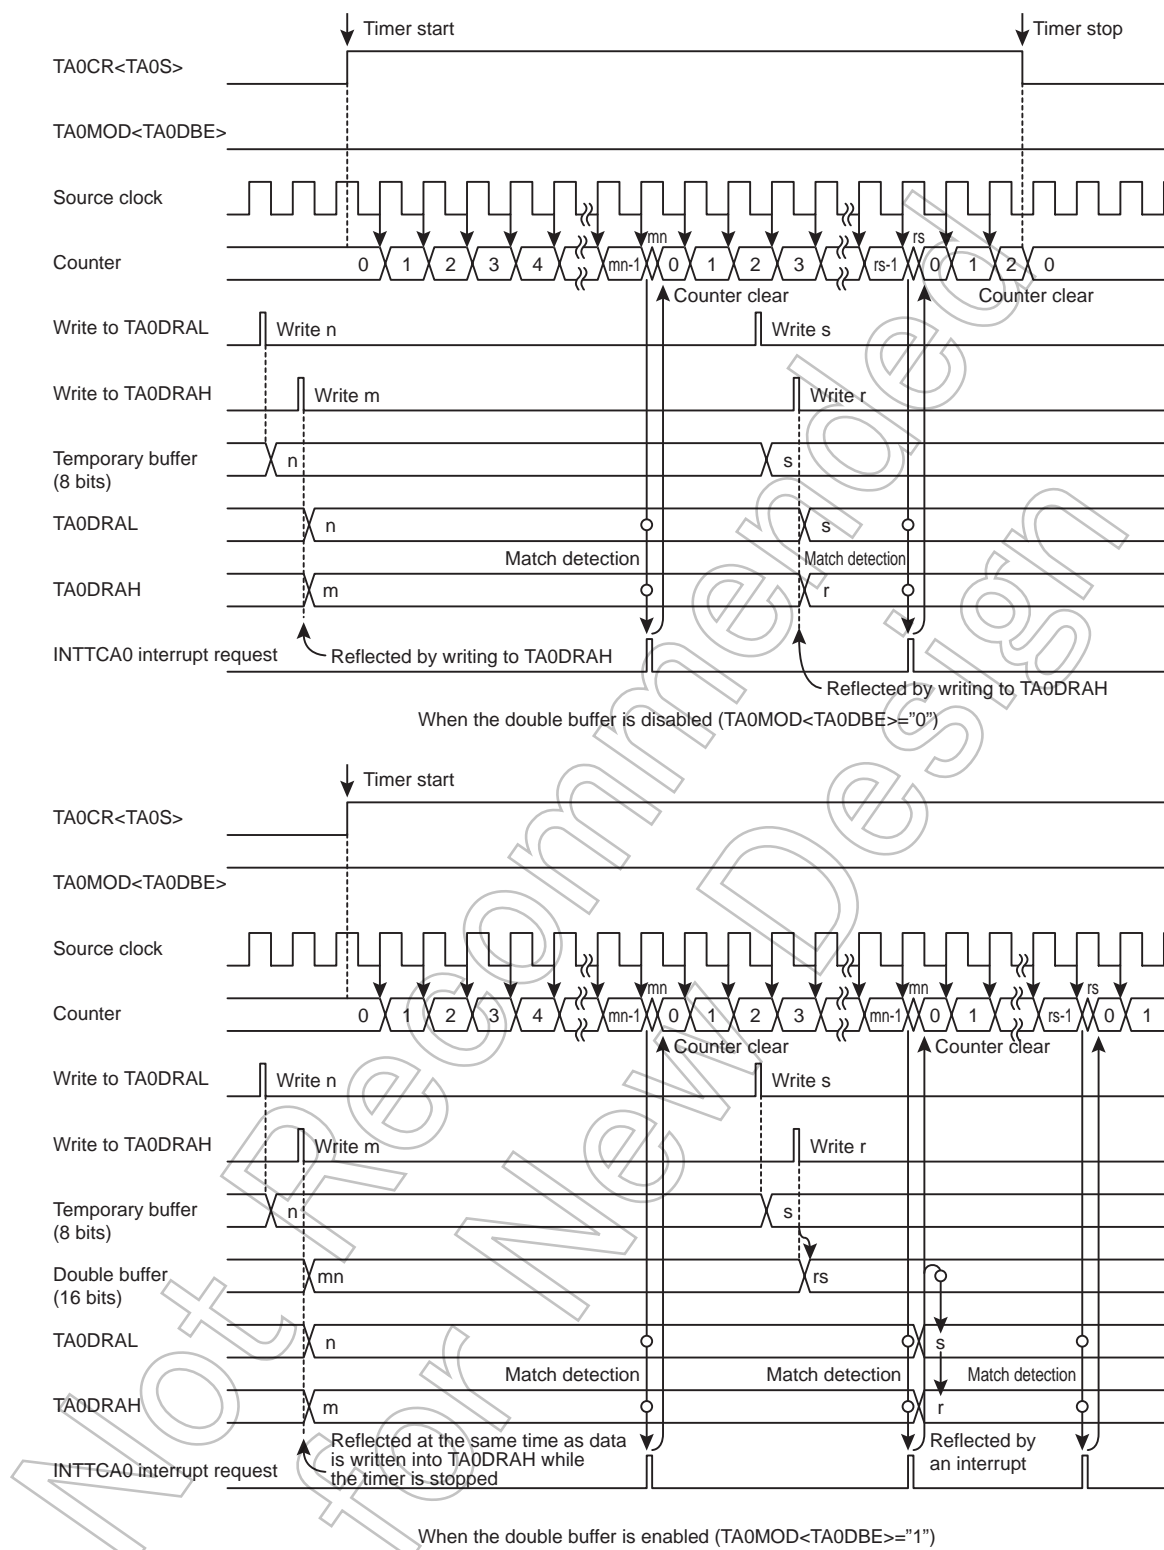 Timer start
Timer stop
TA0CR<TA0S>
TA0MOD<TA0DBE>
Source clock
mn
rs
Counter
0 1 2 3 4 mn-1 0 1 2 3 rs-1 0 1 2 0
Counter clear
Counter clear
Write to TA0DRAL
Write n
Write s
Write to TA0DRAH
Write m
Write r
Temporary buffer
(8 bits)
n
s
TA0DRAL
n
s
Match detection
Match detection
TA0DRAH
m
r
INTTCA0 interrupt request
Reflected by writing to TA0DRAH
Reflected by writing to TA0DRAH
When the double buffer is disabled (TA0MOD<TA0DBE>=”0”)
Timer start
TA0CR<TA0S>
TA0MOD<TA0DBE>
Source clock
mn
mn
rs
Counter
0 1 2 3 4 mn-1 0 1 2 3 mn-1 0 1 rs-1 0 1
Counter clear
Counter clear
Write to TA0DRAL
Write n
Write s
Write to TA0DRAH
Write m
Write r
Temporary buffer
(8 bits)
n
s
Double buffer
(16 bits)
mn
rs
TA0DRAL
n
s
Match detection
Match detection
Match detection
TA0DRAH
m
r
Reflected at the same time as data
is written into TA0DRAH while
the timer is stopped
Reflected by
an interrupt
INTTCA0 interrupt request
When the double buffer is enabled (TA0MOD<TA0DBE>=”1”)
Not Recommended
for New Design